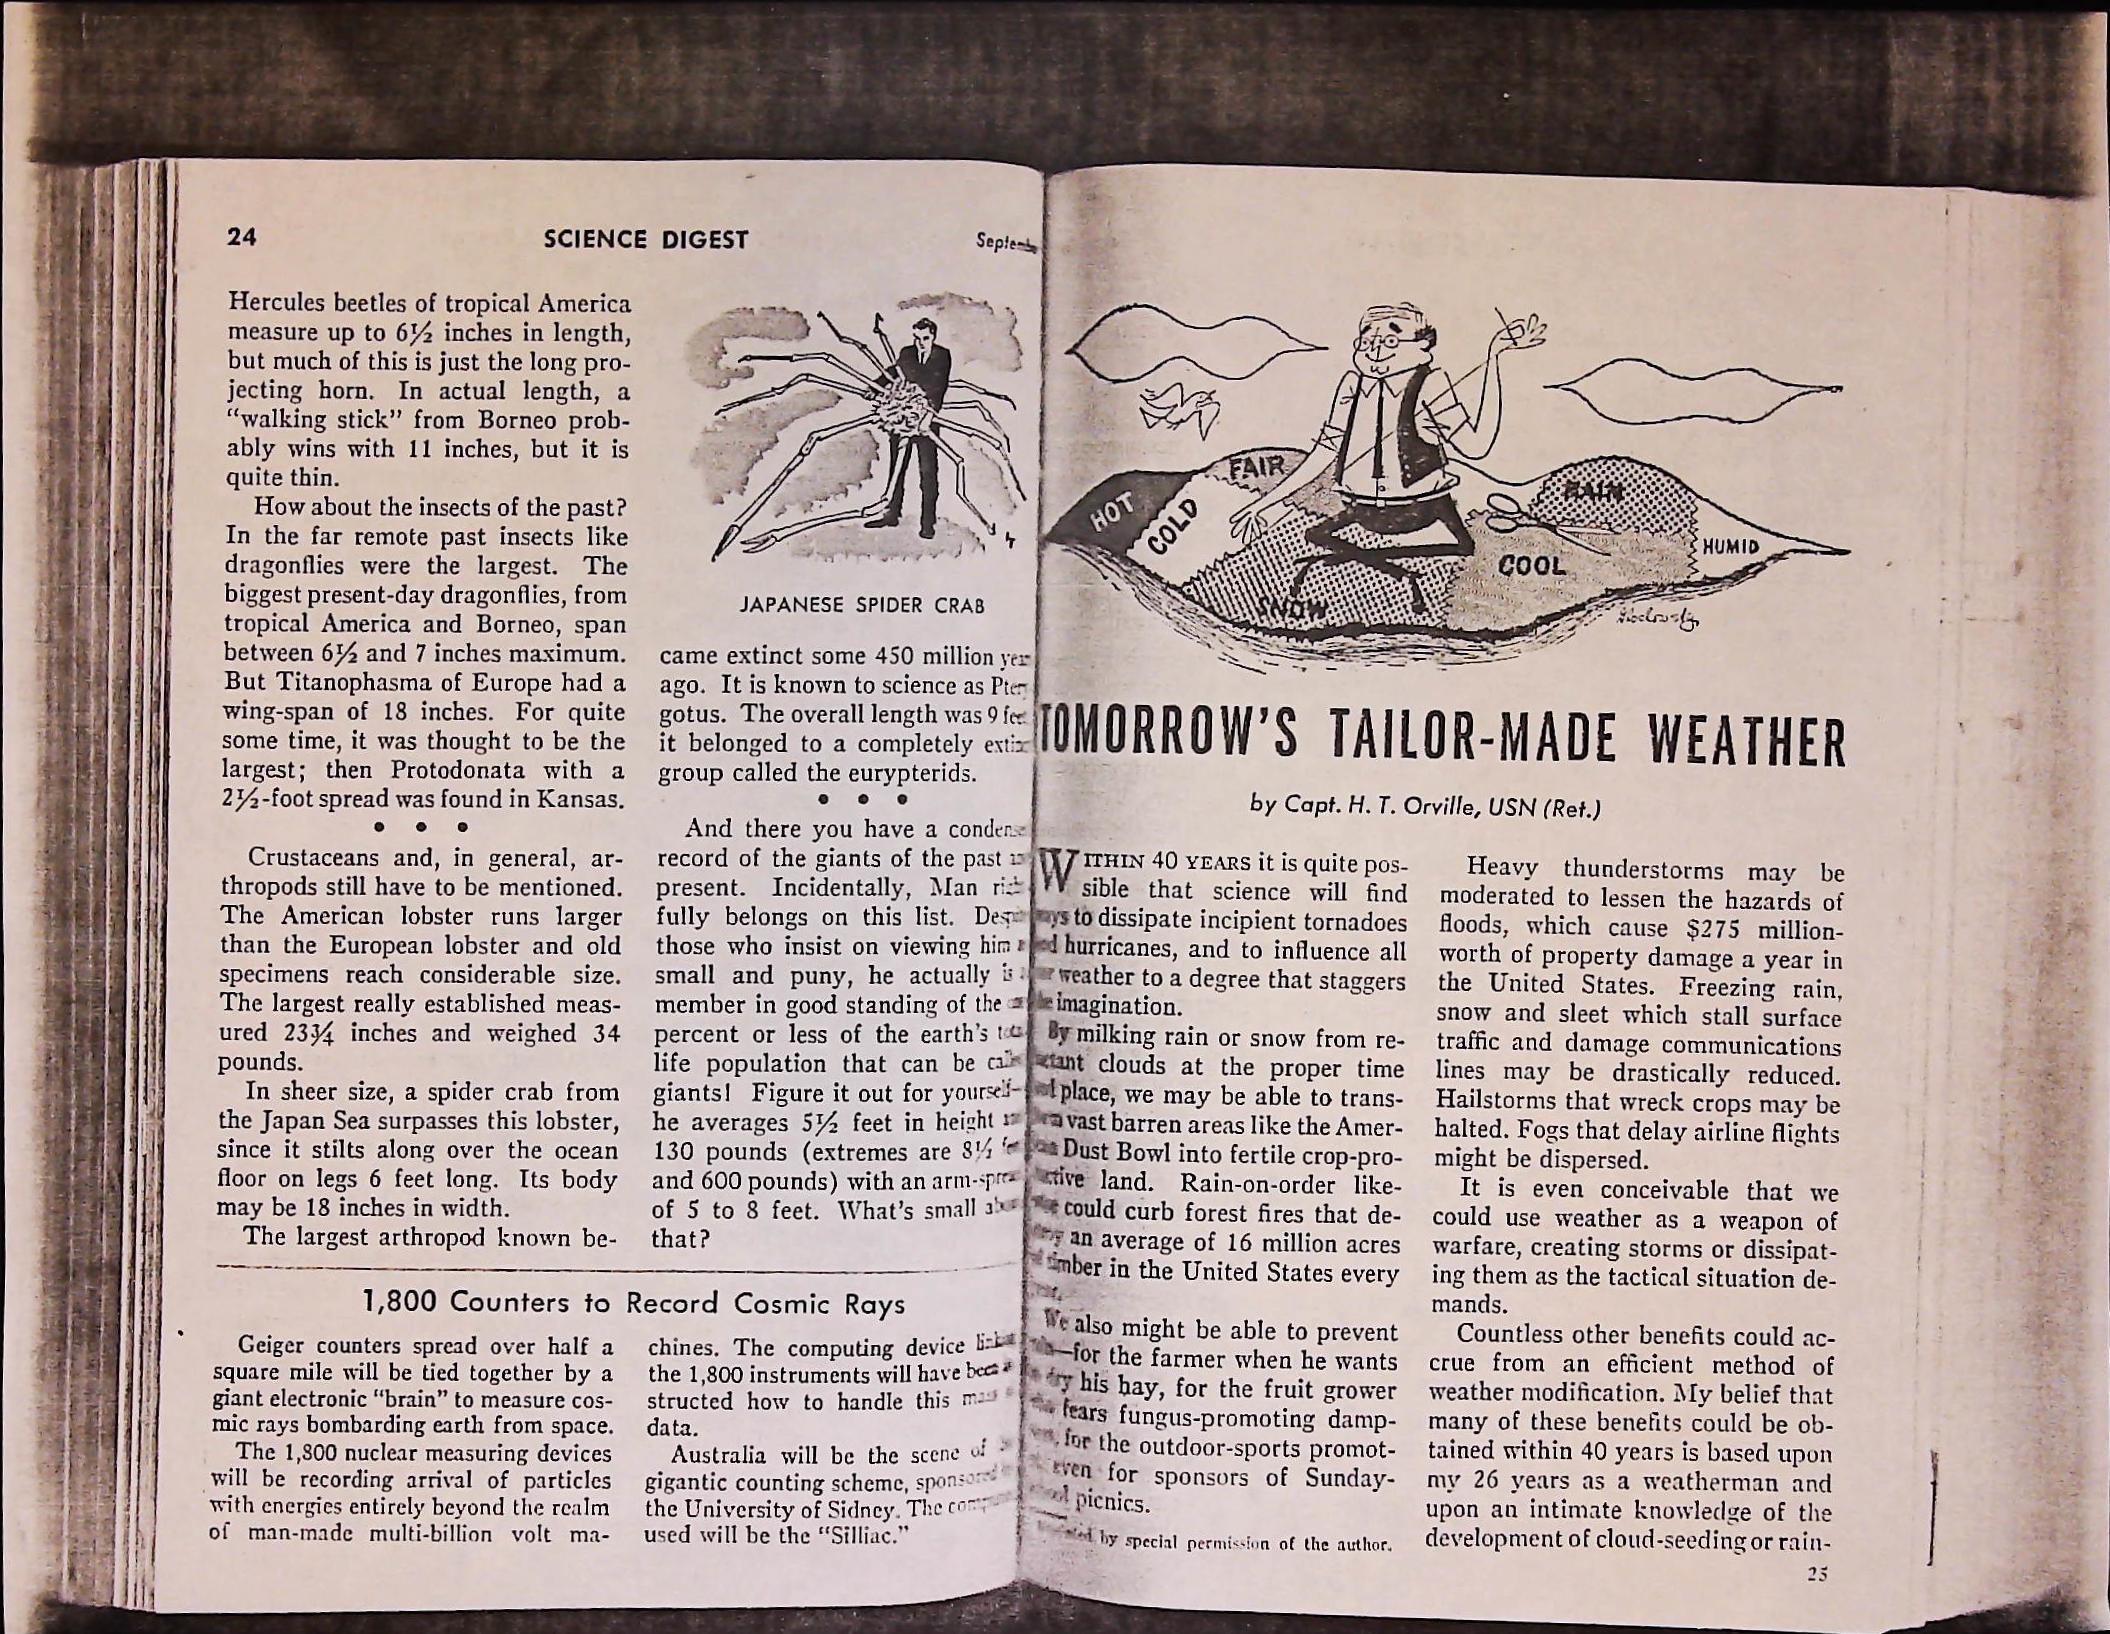 24
SCIENCE DIGEST
Hercules beetles of tropical America
measure up to 6½ inches in length,
but much of this is just the long pro-
jecting horn. In actual length, a
“walking stick” from Borneo prob-
ably wins with 11 inches, but it is
quite thin.
How about the insects of the past?
In the far remote past insects like
dragonflies were the largest. The
biggest present-day dragonflies, from
tropical America and Borneo, span
between 6½ and 7 inches maximum.
But Titanophasma of Europe had a
wing-span of 18 inches. For quite
some time, it was thought to be the
largest; then Protodonata with a
2½-foot spread was found in Kansas.
• • •
Crustaceans and, in general, ar-
thropods still have to be mentioned.
The American lobster runs larger
than the European lobster and old
specimens reach considerable size.
The largest really established meas-
ured 23¾ inches and weighed 34
pounds.
In sheer size, a spider crab from
the Japan Sea surpasses this lobster,
since it stilts along over the ocean
floor on legs 6 feet long. Its body
may be 18 inches in width.
The largest arthropod known be-
JAPANESE SPIDER CRAB
came extinct some 450 million
ago. It is known to science as
gotus. The overall length was 9
it belonged to a completely
group called the eurypterids.
• • •
And there you have a
record of the giants of the past
present. Incidentally, Man
fully belongs on this list.
those who insist on viewing him
small and puny, he actually is
member in good standing of the
percent or less of the earth’s
life population that can be
giants! Figure it out for yourself—
he averages 5½ feet in height
130 pounds (extremes are
and 600 pounds) with an
of 5 to 8 feet. What’s small
that?
1,800 Counters to Record Cosmic Rays
Geiger counters spread over half a
square mile will be tied together by a
giant electronic “brain” to measure cos-
mic rays bombarding earth from space.
The 1,800 nuclear measuring devices
will be recording arrival of particles
with energies entirely beyond the realm
of man-made multi-billion volt ma-
chines. The computing device
the 1,800 instruments will have
structed how to handle this
data.
Australia will be the scene of
gigantic counting scheme,
the University of Sidney. The
used will be the “Silliac.”
HOT
COLD
FAIR
SNOW
RAIN
COOL
HUMID
TOMORROW’S TAILOR-MADE WEATHER
by Capt. H. T. Orville, USN (Ret.)
WITHIN 40 YEARS it is quite pos-
sible that science will find
to dissipate incipient tornadoes
hurricanes, and to influence all
weather to a degree that staggers
imagination.
By milking rain or snow from re-
clouds at the proper time
place, we may be able to trans-
vast barren areas like the Amer-
Dust Bowl into fertile crop-pro-
land. Rain-on-order like-
could curb forest fires that de-
an average of 16 million acres
timber in the United States every
We also might be able to prevent
—for the farmer when he wants
his hay, for the fruit grower
fears fungus-promoting damp-
for the outdoor-sports promot-
even for sponsors of Sunday-
picnics.
by special permission of the author.
Heavy thunderstorms may be
moderated to lessen the hazards of
floods, which cause $275 million-
worth of property damage a year in
the United States. Freezing rain,
snow and sleet which stall surface
traffic and damage communications
lines may be drastically reduced.
Hailstorms that wreck crops may be
halted. Fogs that delay airline flights
might be dispersed.
It is even conceivable that we
could use weather as a weapon of
warfare, creating storms or dissipat-
ing them as the tactical situation de-
mands.
Countless other benefits could ac-
crue from an efficient method of
weather modification. My belief that
many of these benefits could be ob-
tained within 40 years is based upon
my 26 years as a weatherman and
upon an intimate knowledge of the
development of cloud-seeding or rain-
25